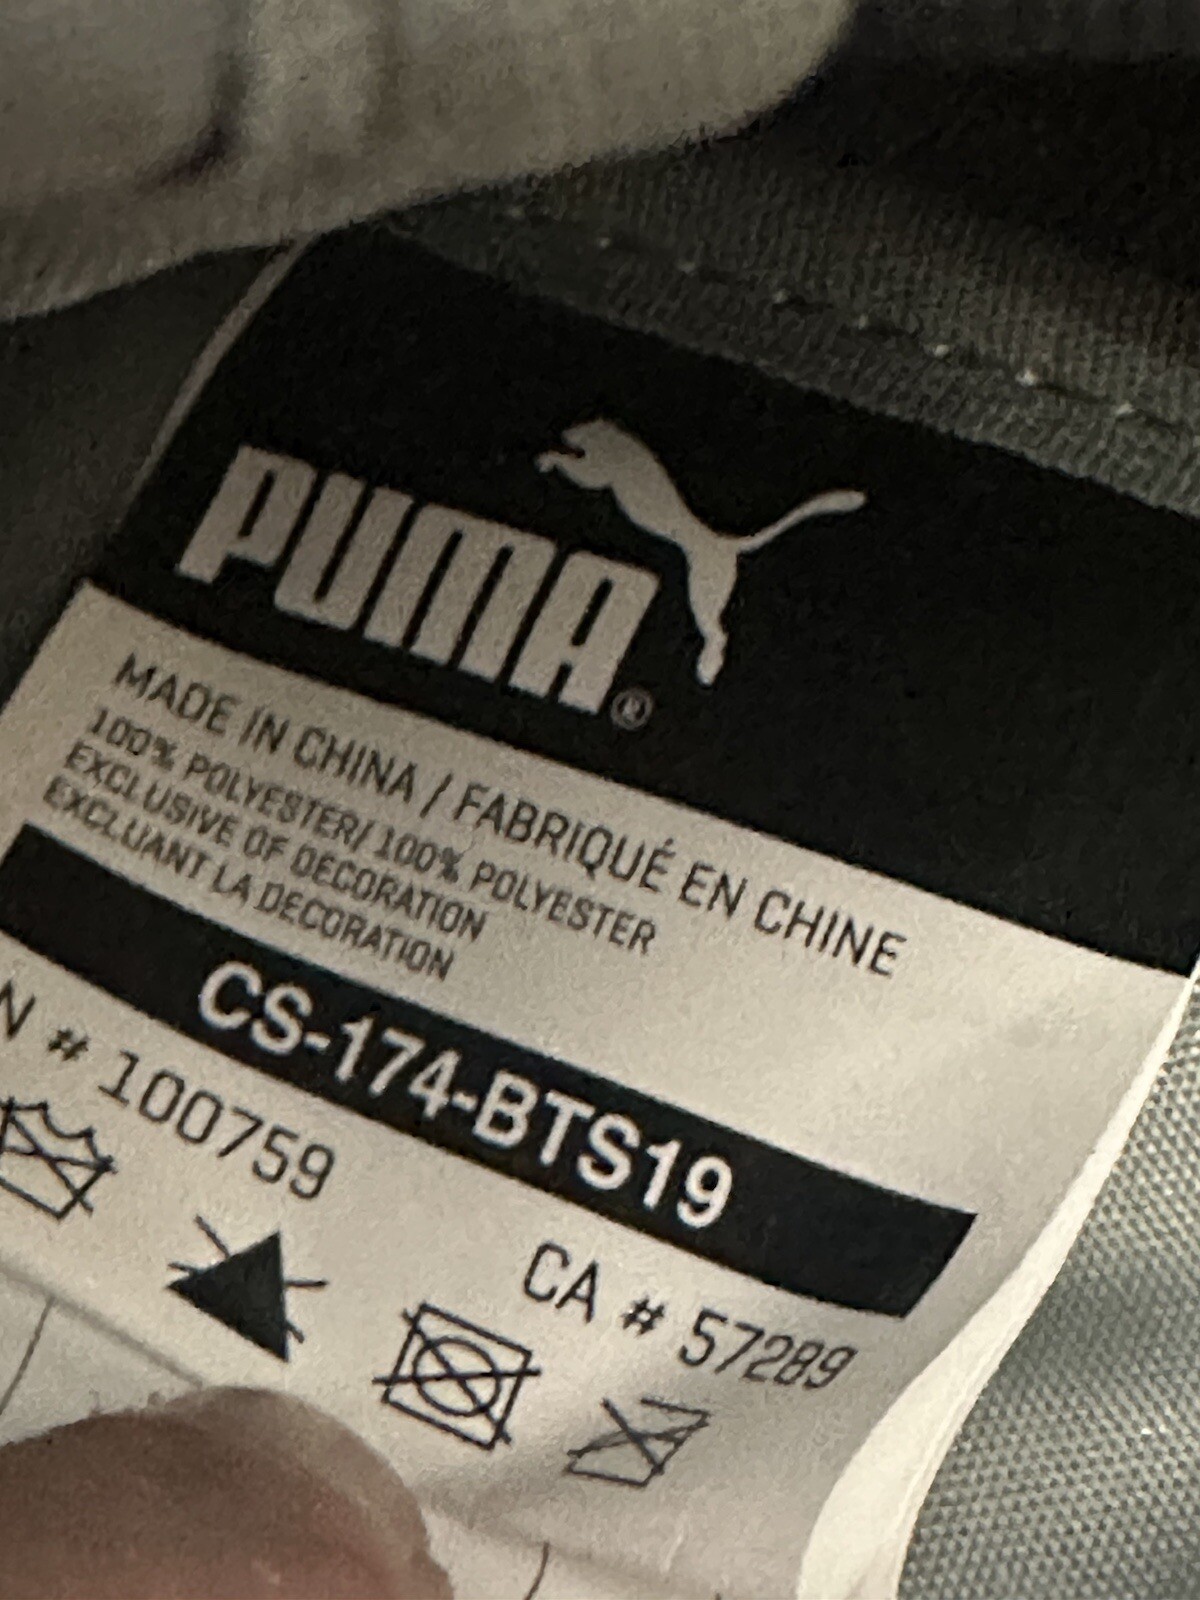 PUMA®
MADE IN CHINA / FABRIQUÉ EN CHINE
100% POLYESTER/ 100% POLYESTER
EXCLUSIVE OF DECORATION
EXCLUANT LA DECORATION
CS-174-BTS19
N # 100759
CA # 57289